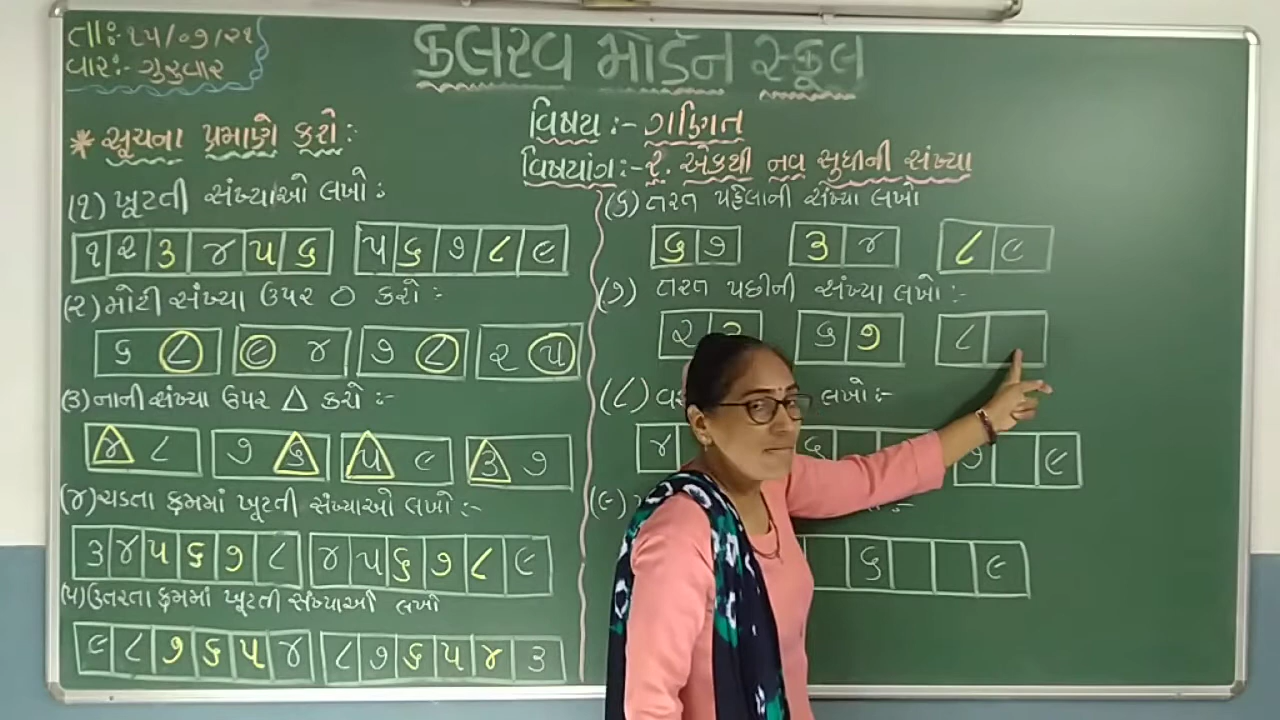 તાઃ- ૧૫/૦૭/૨૧
વારઃ- ગુરુવાર
કલરવ મોર્ડન સ્કૂલ
વિષય :- ગણિત
વિષયાંગ:- ૨. એકથી નવ સુધીની સંખ્યા
* સૂચના પ્રમાણે કરો:
(૧) ખૂટતી સંખ્યાઓ લખો:
૧ ૨ ૩ ૪ ૫ ૬ ૫ ૬ ૭ ૮ ૯
(૨) મોટી સંખ્યા ઉપર ○ કરો:-
૬ ૮ ૯ ૪ ૭ ૮ ૨ ૫
(૩) નાની સંખ્યા ઉપર △ કરો :-
૪ ૮ ૭ ૬ ૫ ૯ ૩ ૭
(૪) ચડતા ક્રમમાં ખૂટતી સંખ્યાઓ લખો:-
૩ ૪ ૫ ૬ ૭ ૮ ૪ ૫ ૬ ૭ ૮ ૯
(૫) ઉતરતા ક્રમમાં ખૂટતી સંખ્યાઓ લખો
૯ ૮ ૭ ૬ ૫ ૪ ૮ ૭ ૬ ૫ ૪ ૩
(૬) તરત પહેલાની સંખ્યા લખો
૬ ૭ ૩ ૪ ૮ ૯
(૭) તરત પછીની સંખ્યા લખો:-
૨ ૬ ૭ ૮
(૮) લખો:-
૪ ૬ ૭ ૯
(૯)
૬ ૯